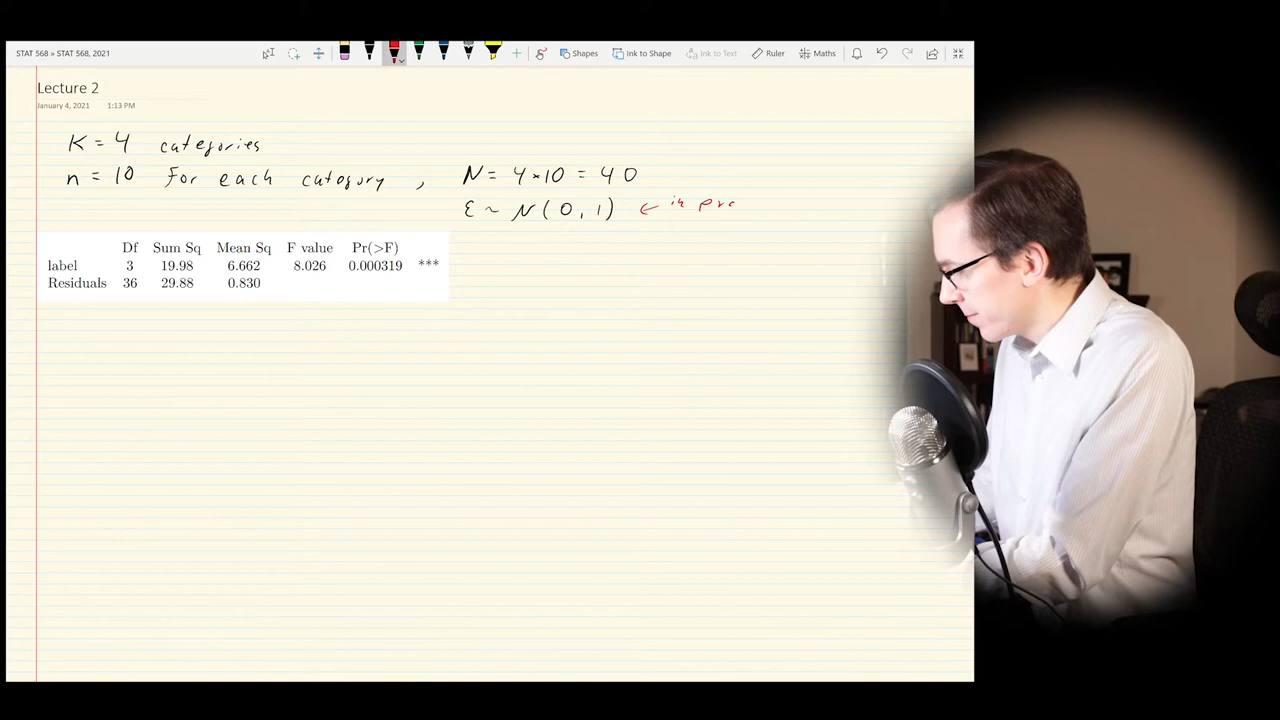 STAT 568 » STAT 568, 2021
Shapes
Ink to Shape
Ink to Text
Ruler
Maths
Lecture 2
January 4, 2021 1:13 PM
K = 4 categories
n = 10 for each category , N = 4×10 = 40
ε ~ N(0,1) ← in pra
Df Sum Sq Mean Sq F value Pr(>F)
label 3 19.98 6.662 8.026 0.000319 ***
Residuals 36 29.88 0.830